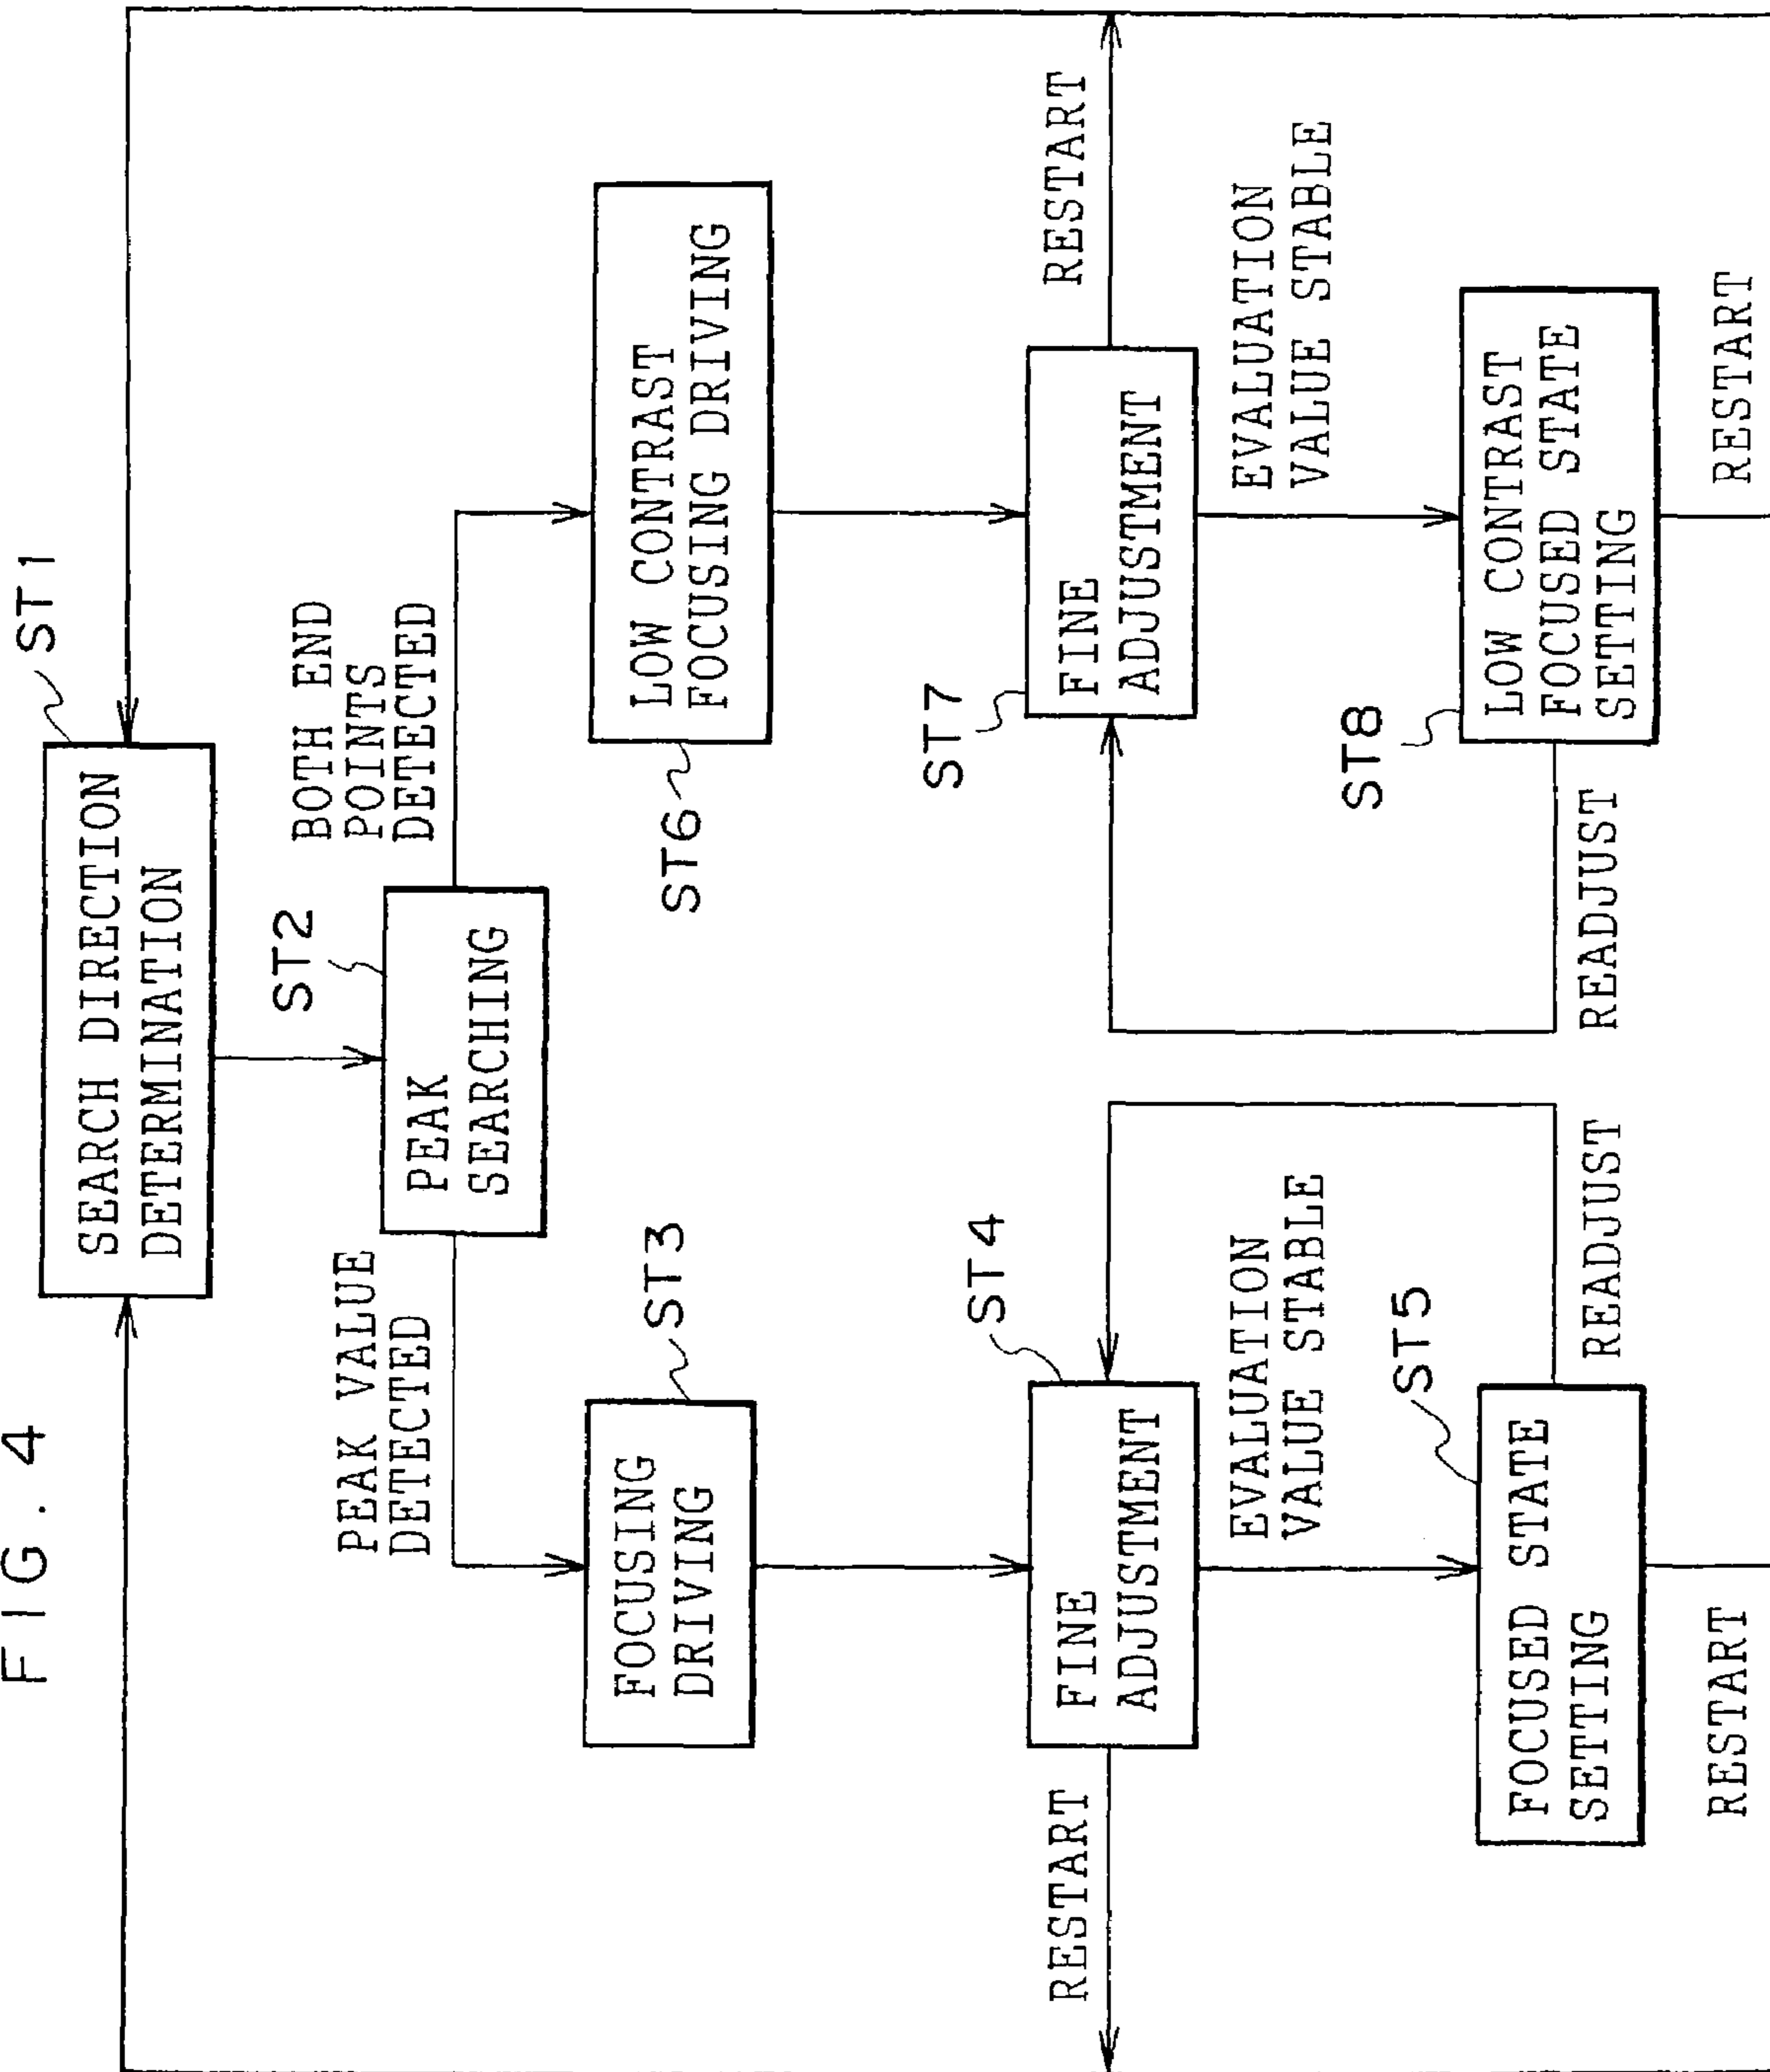 FIG. 4
ST1
SEARCH DIRECTION
DETERMINATION
ST2
PEAK
SEARCHING
PEAK VALUE
DETECTED
BOTH END
POINTS
DETECTED
ST3
FOCUSING
DRIVING
ST6
LOW CONTRAST
FOCUSING DRIVING
ST4
FINE
ADJUSTMENT
RESTART
ST7
FINE
ADJUSTMENT
RESTART
EVALUATION
VALUE STABLE
EVALUATION
VALUE STABLE
ST5
FOCUSED STATE
SETTING
READJUST
RESTART
ST8
LOW CONTRAST
FOCUSED STATE
SETTING
READJUST
RESTART